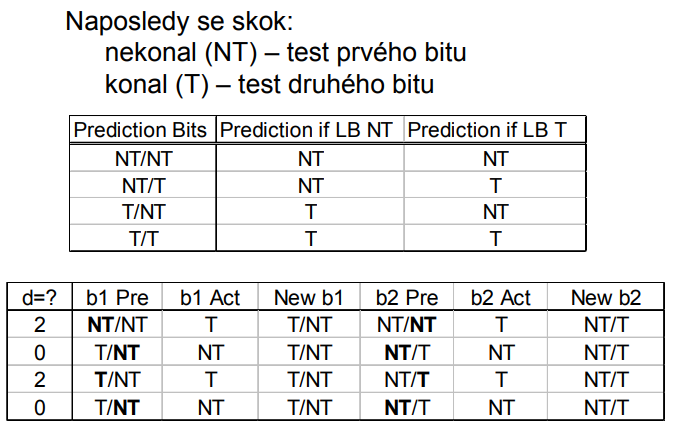 Naposledy se skok:
nekonal (NT) – test prvého bitu
konal (T) – test druhého bitu
Prediction Bits Prediction if LB NT Prediction if LB T
NT/NT NT NT
NT/T NT T
T/NT T NT
T/T T T
d=? b1 Pre b1 Act New b1 b2 Pre b2 Act New b2
2 NT/NT T T/NT NT/NT T NT/T
0 T/NT NT T/NT NT/T NT NT/T
2 T/NT T T/NT NT/T T NT/T
0 T/NT NT T/NT NT/T NT NT/T